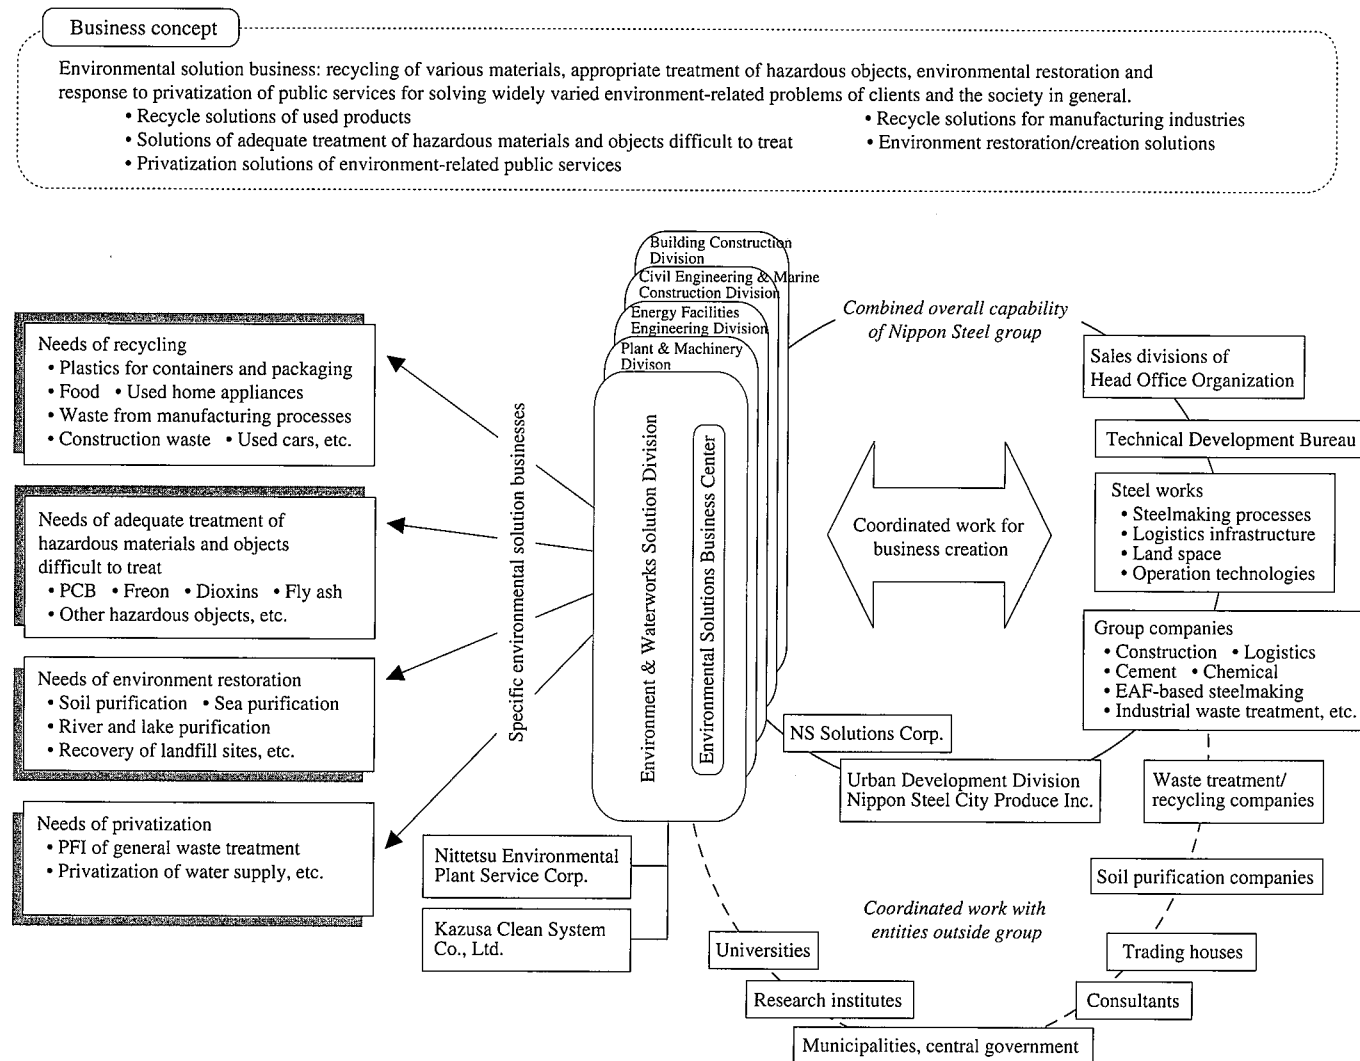 Business concept
Environmental solution business: recycling of various materials, appropriate treatment of hazardous objects, environmental restoration and
response to privatization of public services for solving widely varied environment-related problems of clients and the society in general.
• Recycle solutions of used products
• Recycle solutions for manufacturing industries
• Solutions of adequate treatment of hazardous materials and objects difficult to treat
• Environment restoration/creation solutions
• Privatization solutions of environment-related public services
Building Construction
Division
Civil Engineering & Marine
Construction Division
Energy Facilities
Engineering Division
Plant & Machinery
Divison
Environment & Waterworks Solution Division
Environmental Solutions Business Center
Specific environmental solution businesses
Needs of recycling
• Plastics for containers and packaging
• Food • Used home appliances
• Waste from manufacturing processes
• Construction waste • Used cars, etc.
Needs of adequate treatment of
hazardous materials and objects
difficult to treat
• PCB • Freon • Dioxins • Fly ash
• Other hazardous objects, etc.
Needs of environment restoration
• Soil purification • Sea purification
• River and lake purification
• Recovery of landfill sites, etc.
Needs of privatization
• PFI of general waste treatment
• Privatization of water supply, etc.
Nittetsu Environmental
Plant Service Corp.
Kazusa Clean System
Co., Ltd.
Combined overall capability
of Nippon Steel group
Coordinated work for
business creation
Sales divisions of
Head Office Organization
Technical Development Bureau
Steel works
• Steelmaking processes
• Logistics infrastructure
• Land space
• Operation technologies
Group companies
• Construction • Logistics
• Cement • Chemical
• EAF-based steelmaking
• Industrial waste treatment, etc.
NS Solutions Corp.
Urban Development Division
Nippon Steel City Produce Inc.
Waste treatment/
recycling companies
Soil purification companies
Coordinated work with
entities outside group
Trading houses
Universities
Research institutes
Consultants
Municipalities, central government